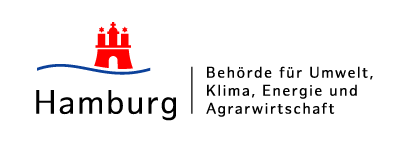 Hamburg
Behörde für Umwelt,
Klima, Energie und
Agrarwirtschaft